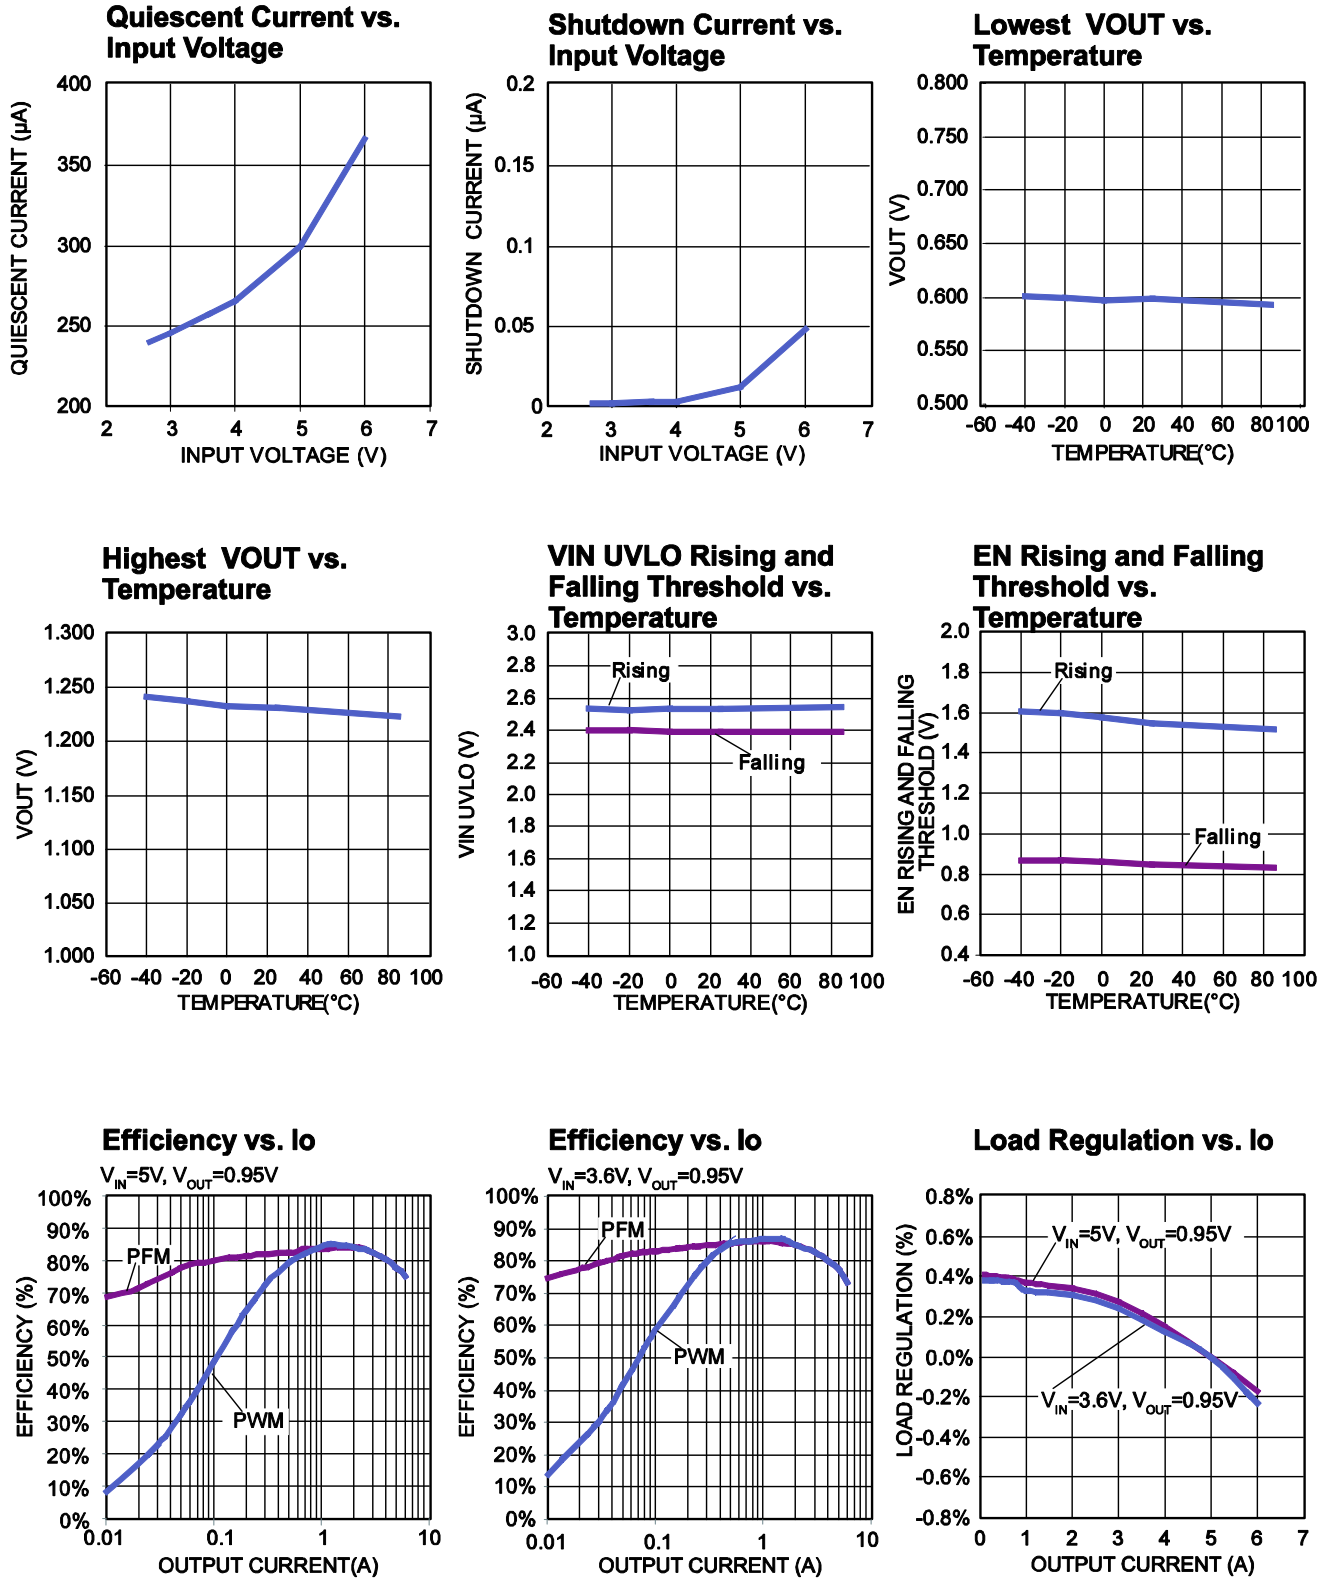 Quiescent Current vs.
Input Voltage
400
350
300
250
200
QUIESCENT CURRENT (µA)
2 3 4 5 6 7
INPUT VOLTAGE (V)
Shutdown Current vs.
Input Voltage
0.2
0.15
0.1
0.05
0
SHUTDOWN CURRENT (µA)
2 3 4 5 6 7
INPUT VOLTAGE (V)
Lowest VOUT vs.
Temperature
0.800
0.750
0.700
0.650
0.600
0.550
0.500
VOUT (V)
-60 -40 -20 0 20 40 60 80 100
TEMPERATURE(°C)
Highest VOUT vs.
Temperature
1.300
1.250
1.200
1.150
1.100
1.050
1.000
VOUT (V)
-60 -40 -20 0 20 40 60 80 100
TEMPERATURE(°C)
VIN UVLO Rising and
Falling Threshold vs.
Temperature
3.0
2.8
2.6
2.4
2.2
2.0
1.8
1.6
1.4
1.2
1.0
VIN UVLO (V)
Rising
Falling
-60 -40 -20 0 20 40 60 80 100
TEMPERATURE(°C)
EN Rising and Falling
Threshold vs.
Temperature
2.0
1.8
1.6
1.4
1.2
1.0
0.8
0.6
0.4
EN RISING AND FALLING
THRESHOLD (V)
Rising
Falling
-60 -40 -20 0 20 40 60 80 100
TEMPERATURE(°C)
Efficiency vs. Io
VIN=5V, VOUT=0.95V
100%
90%
80%
70%
60%
50%
40%
30%
20%
10%
0%
EFFICIENCY (%)
PFM
PWM
0.01 0.1 1 10
OUTPUT CURRENT(A)
Efficiency vs. Io
VIN=3.6V, VOUT=0.95V
100%
90%
80%
70%
60%
50%
40%
30%
20%
10%
0%
EFFICIENCY (%)
PFM
PWM
0.01 0.1 1 10
OUTPUT CURRENT (A)
Load Regulation vs. Io
0.8%
0.6%
0.4%
0.2%
0.0%
-0.2%
-0.4%
-0.6%
-0.8%
LOAD REGULATION (%)
VIN=5V, VOUT=0.95V
VIN=3.6V, VOUT=0.95V
0 1 2 3 4 5 6 7
OUTPUT CURRENT (A)